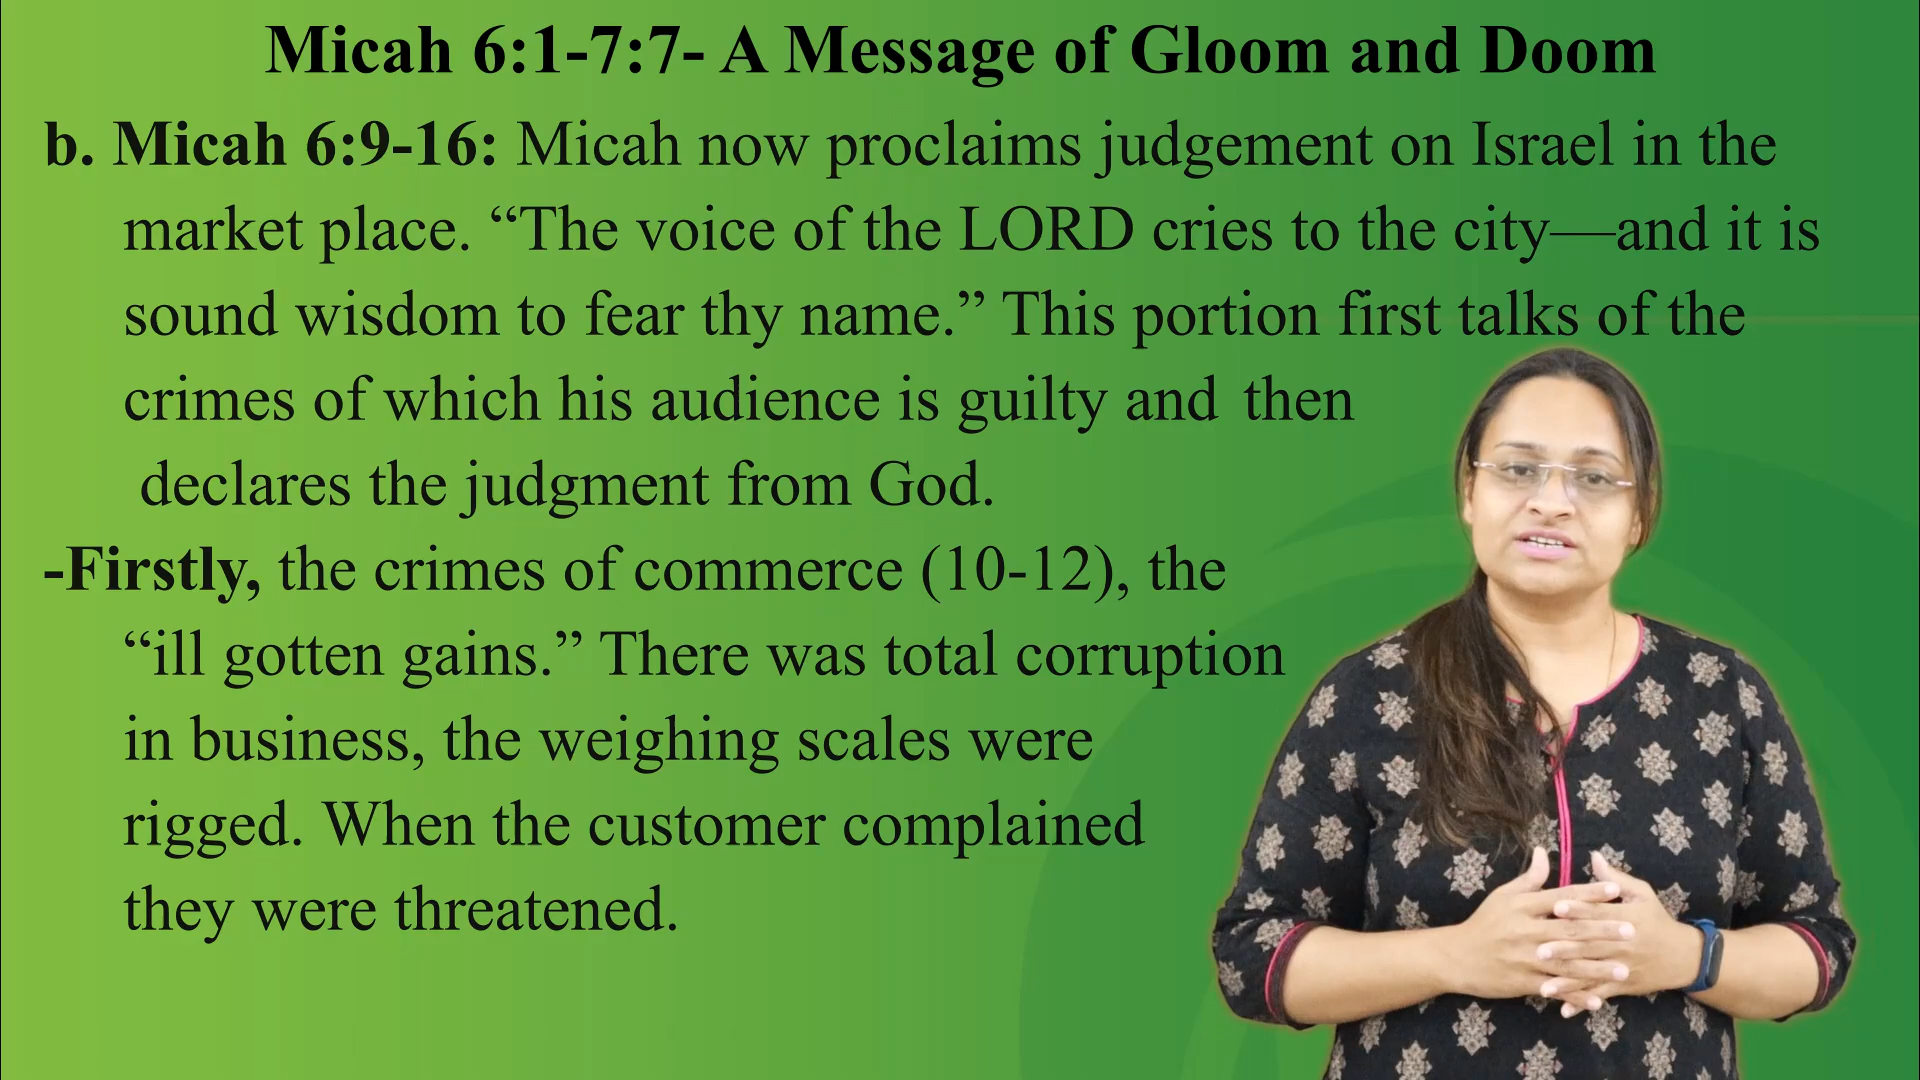 Micah 6:1-7:7- A Message of Gloom and Doom
b. Micah 6:9-16: Micah now proclaims judgement on Israel in the
market place. “The voice of the LORD cries to the city—and it is
sound wisdom to fear thy name.” This portion first talks of the
crimes of which his audience is guilty and then
declares the judgment from God.
-Firstly, the crimes of commerce (10-12), the
“ill gotten gains.” There was total corruption
in business, the weighing scales were
rigged. When the customer complained
they were threatened.